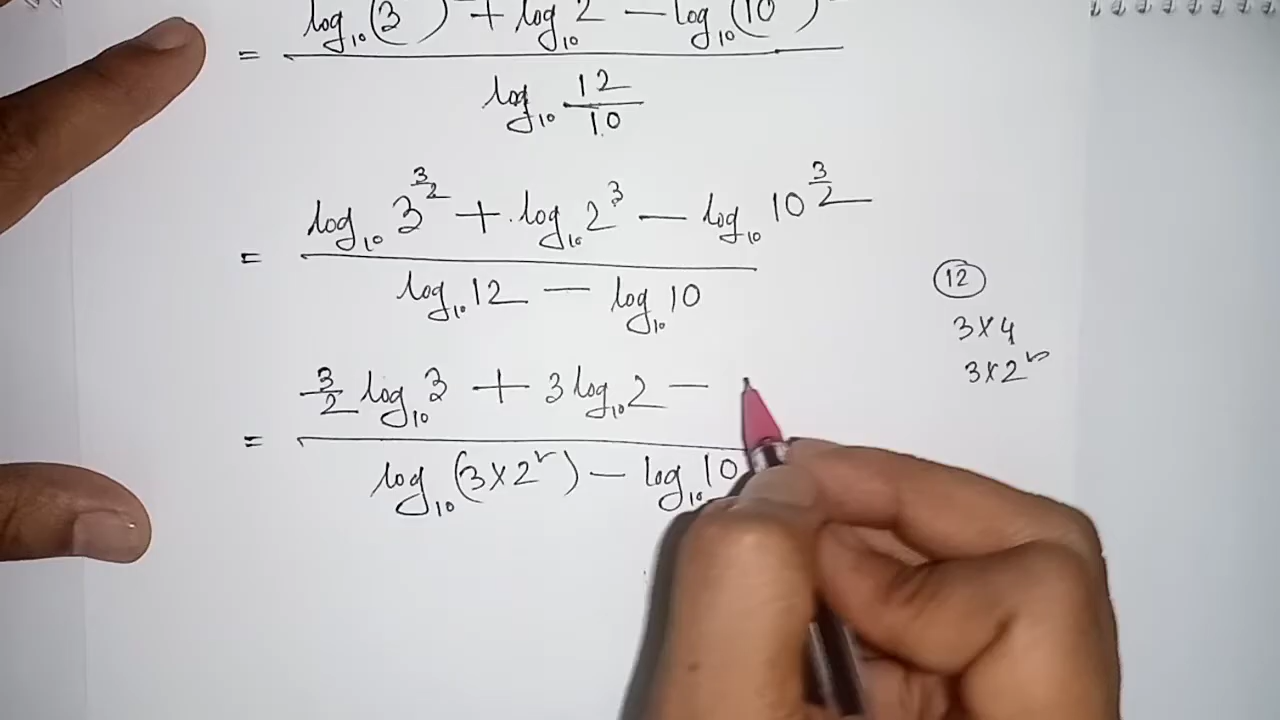 log₁₀(3 ) + log₁₀ 2 − log₁₀(10 )
=
log₁₀ 12/10
log₁₀ 3^(3/2) + log₁₀ 2³ − log₁₀ 10^(3/2)
=
log₁₀ 12 − log₁₀ 10
12
3×4
3×2²
3/2 log₁₀ 3 + 3 log₁₀ 2 −
=
log₁₀ (3×2²) − log₁₀ 10